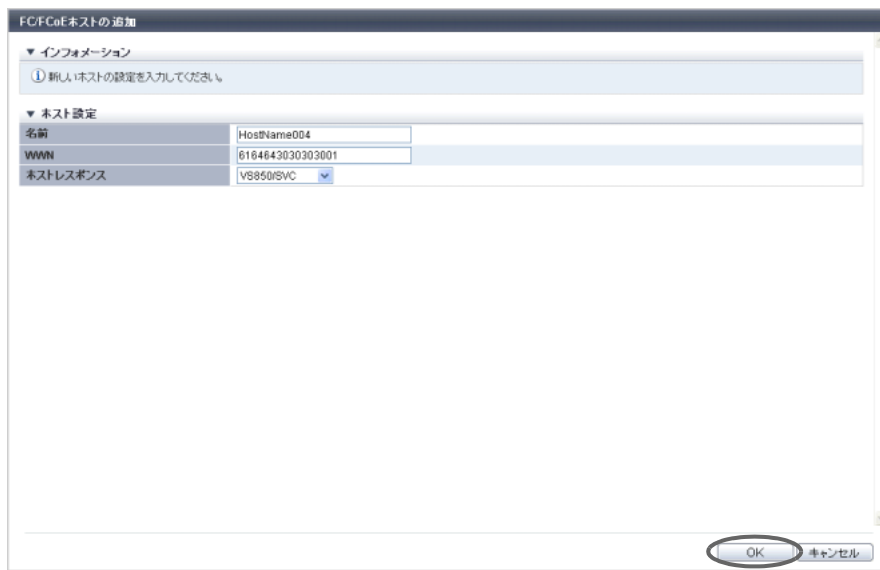 FC/FCoEホストの追加
▼ インフォメーション
新しいホストの設定を入力してください。
▼ ホスト設定
名前 HostName004
WWN 6164643030303001
ホストレスポンス VS850/SVC
OK キャンセル